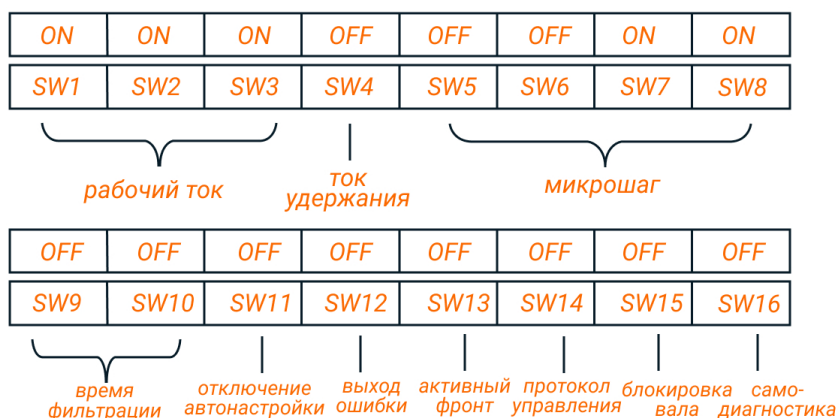 ON ON ON OFF OFF OFF ON ON
SW1 SW2 SW3 SW4 SW5 SW6 SW7 SW8
рабочий ток
ток
удержания
микрошаг
OFF OFF OFF OFF OFF OFF OFF OFF
SW9 SW10 SW11 SW12 SW13 SW14 SW15 SW16
время
фильтрации
отключение
автонастройки
выход
ошибки
активный
фронт
протокол
управления
блокировка
вала
само-
диагностика